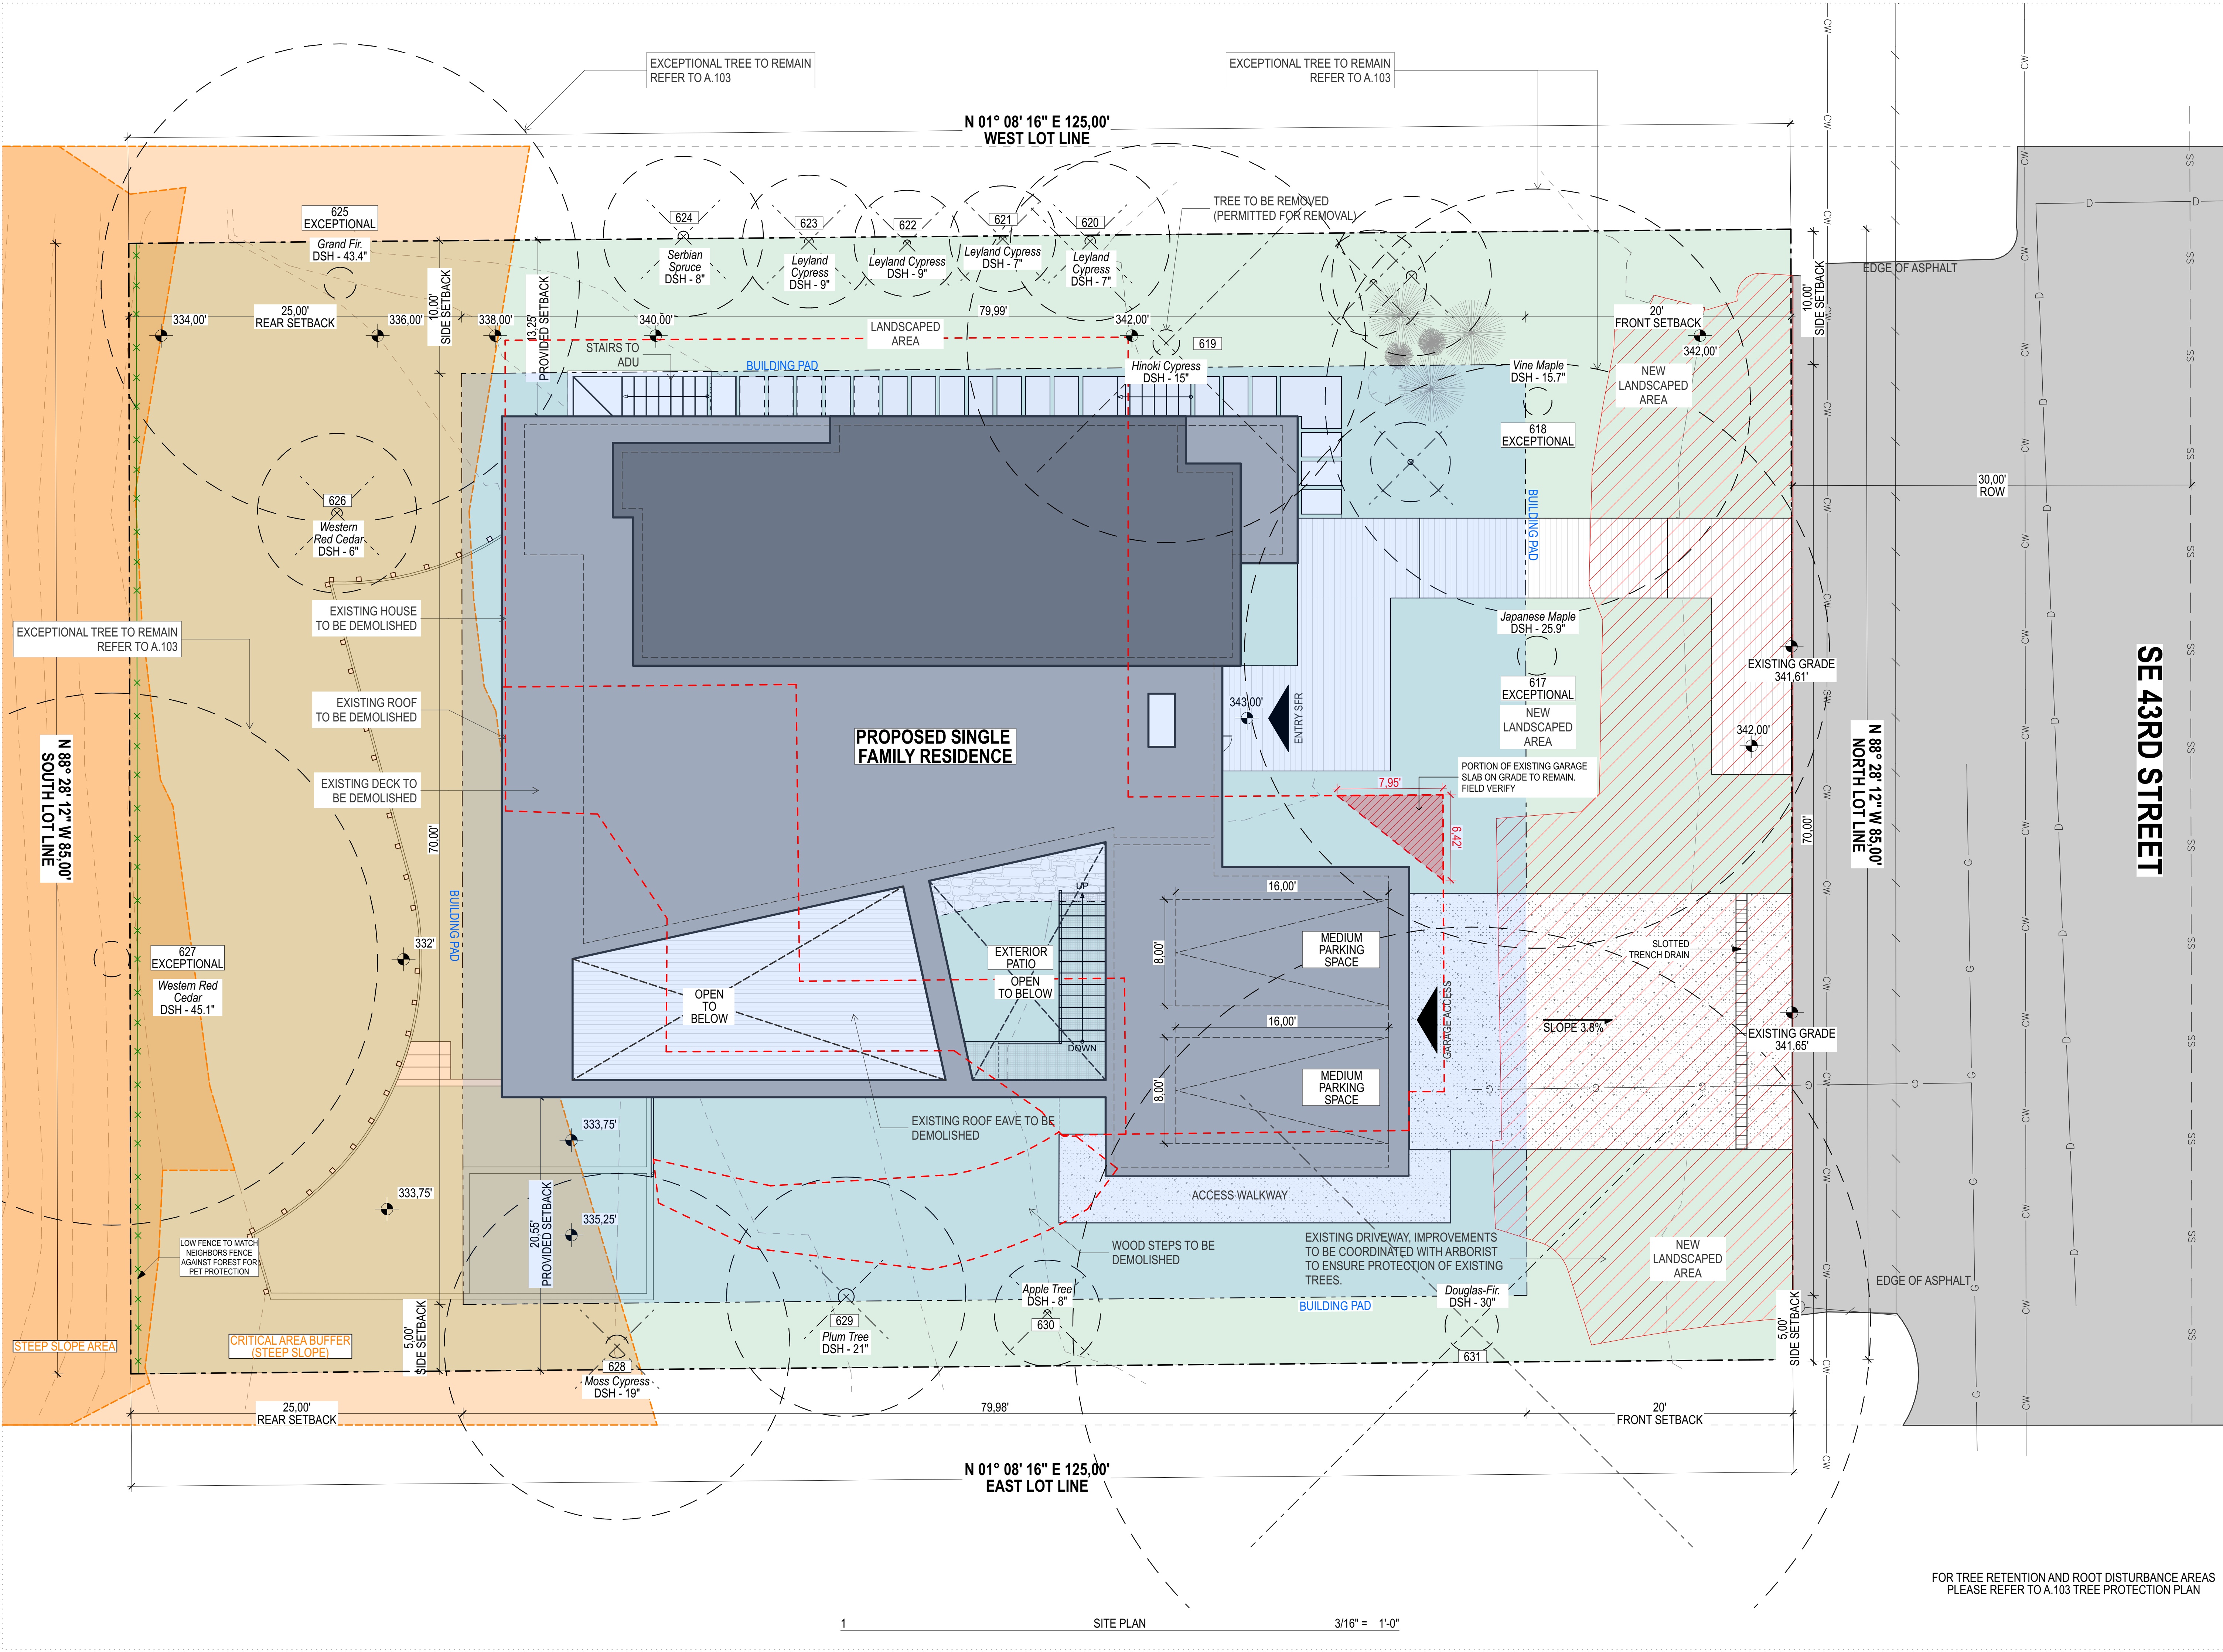 EXCEPTIONAL TREE TO REMAIN
REFER TO A.103
EXCEPTIONAL TREE TO REMAIN
REFER TO A.103
N 01° 08' 16" E 125,00'
WEST LOT LINE
625
EXCEPTIONAL
Grand Fir.
DSH - 43.4"
624
Serbian
Spruce
DSH - 8"
623
Leyland
Cypress
DSH - 9"
622
Leyland Cypress
DSH - 9"
621
Leyland Cypress
DSH - 7"
620
Leyland
Cypress
DSH - 7"
TREE TO BE REMOVED
(PERMITTED FOR REMOVAL)
619
Hinoki Cypress
DSH - 15"
334,00'
25,00'
REAR SETBACK
336,00'
10,00'
SIDE SETBACK
338,00'
13,25'
PROVIDED SETBACK
340,00'
79,99'
342,00'
LANDSCAPED
AREA
STAIRS TO
ADU
BUILDING PAD
20'
FRONT SETBACK
342,00'
10,00'
SIDE SETBACK
EDGE OF ASPHALT
Vine Maple
DSH - 15.7"
618
EXCEPTIONAL
NEW
LANDSCAPED
AREA
BUILDING PAD
30,00'
ROW
626
Western
Red Cedar
DSH - 6"
EXISTING HOUSE
TO BE DEMOLISHED
EXCEPTIONAL TREE TO REMAIN
REFER TO A.103
EXISTING ROOF
TO BE DEMOLISHED
EXISTING DECK TO
BE DEMOLISHED
N 88° 28' 12" W 85,00'
SOUTH LOT LINE
70,00'
BUILDING PAD
PROPOSED SINGLE
FAMILY RESIDENCE
343,00'
ENTRY SFR
Japanese Maple
DSH - 25.9"
617
EXCEPTIONAL
NEW
LANDSCAPED
AREA
PORTION OF EXISTING GARAGE
SLAB ON GRADE TO REMAIN.
FIELD VERIFY
7,95'
6,42'
EXISTING GRADE
341,61'
342,00'
70,00'
N 88° 28' 12" W 85,00'
NORTH LOT LINE
SE 43RD STREET
627
EXCEPTIONAL
Western Red
Cedar
DSH - 45.1"
332'
OPEN
TO
BELOW
EXTERIOR
PATIO
OPEN
TO BELOW
UP
DOWN
16,00'
8,00'
MEDIUM
PARKING
SPACE
16,00'
8,00'
MEDIUM
PARKING
SPACE
GARAGE ACCESS
SLOTTED
TRENCH DRAIN
SLOPE 3.8%
EXISTING GRADE
341,65'
333,75'
333,75'
335,25'
20,55'
PROVIDED SETBACK
EXISTING ROOF EAVE TO BE
DEMOLISHED
ACCESS WALKWAY
WOOD STEPS TO BE
DEMOLISHED
EXISTING DRIVEWAY, IMPROVEMENTS
TO BE COORDINATED WITH ARBORIST
TO ENSURE PROTECTION OF EXISTING
TREES.
NEW
LANDSCAPED
AREA
EDGE OF ASPHALT
LOW FENCE TO MATCH
NEIGHBORS FENCE
AGAINST FOREST FOR
PET PROTECTION
STEEP SLOPE AREA
CRITICAL AREA BUFFER
(STEEP SLOPE)
5,00'
SIDE SETBACK
628
Moss Cypress
DSH - 19"
629
Plum Tree
DSH - 21"
Apple Tree
DSH - 8"
630
BUILDING PAD
Douglas-Fir.
DSH - 30"
631
5,00'
SIDE SETBACK
25,00'
REAR SETBACK
79,98'
20'
FRONT SETBACK
N 01° 08' 16" E 125,00'
EAST LOT LINE
FOR TREE RETENTION AND ROOT DISTURBANCE AREAS
PLEASE REFER TO A.103 TREE PROTECTION PLAN
1 SITE PLAN 3/16" = 1'-0"